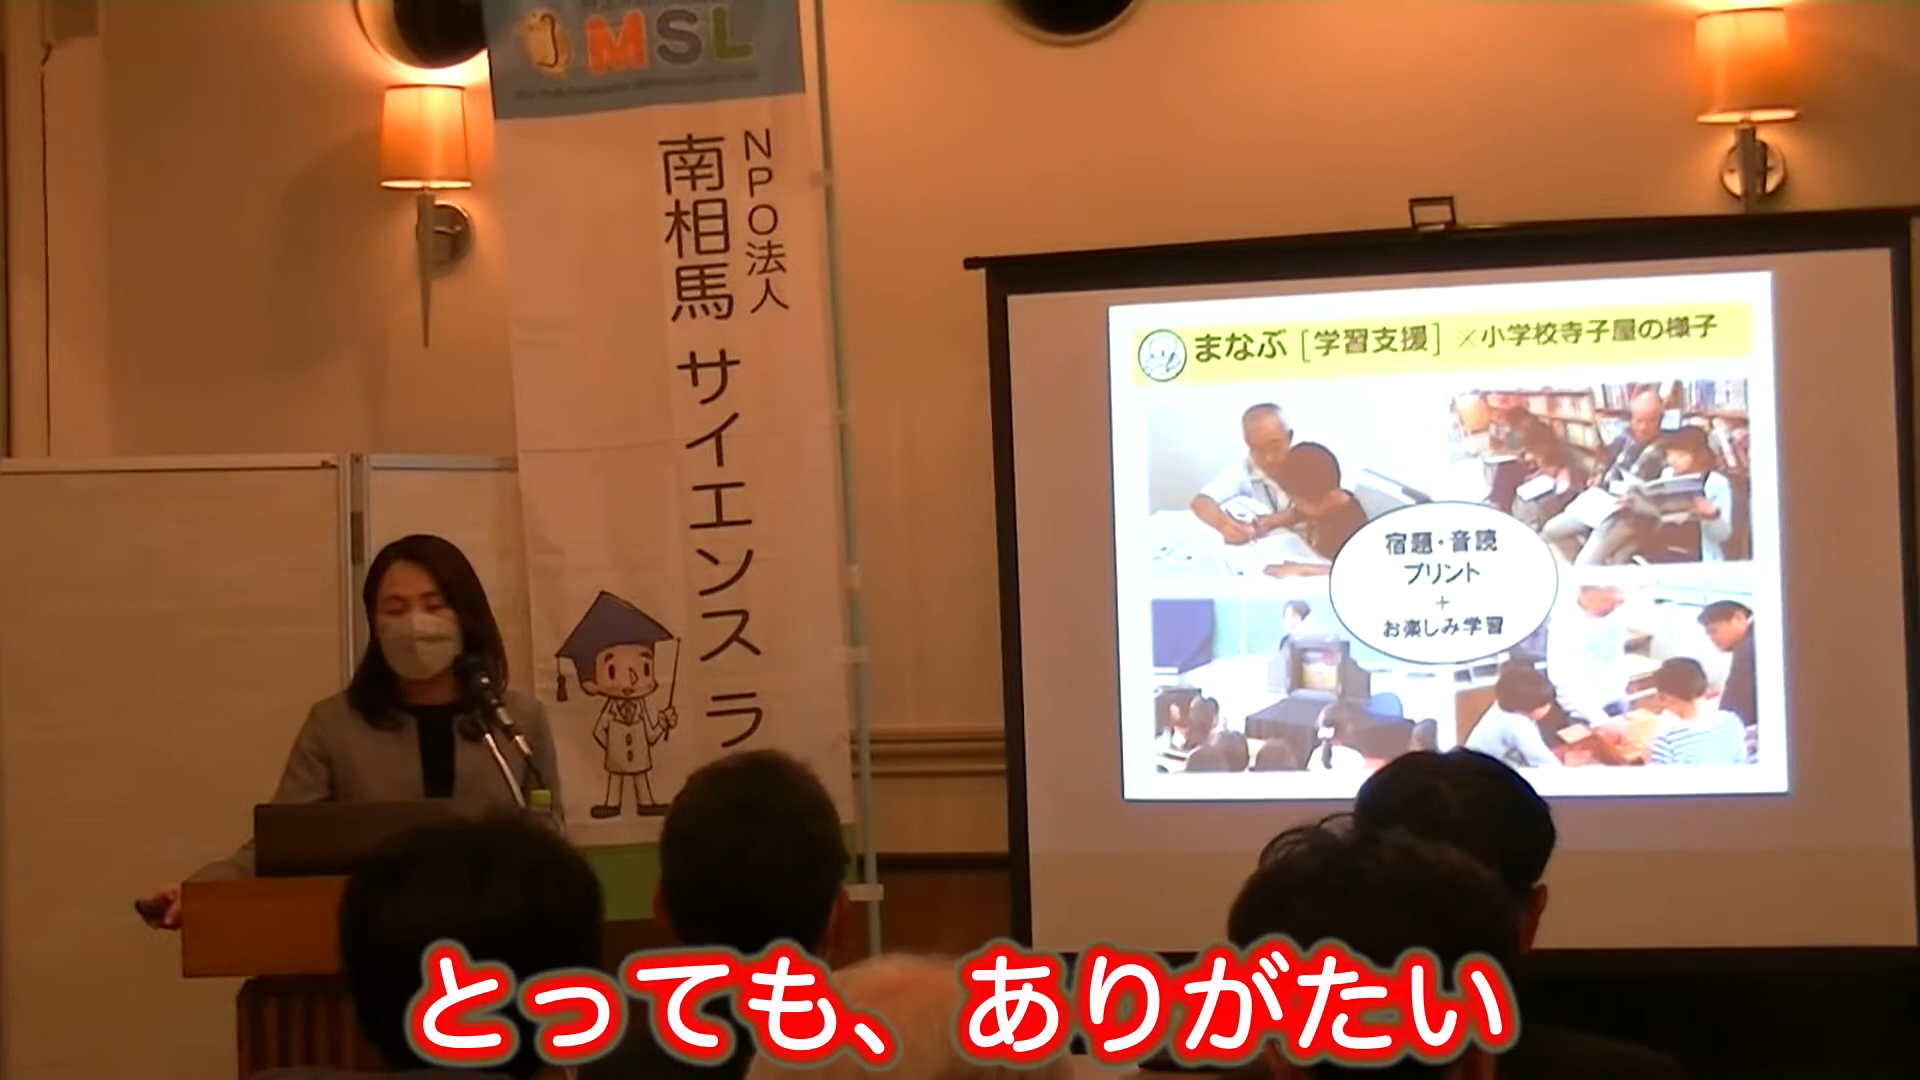 MSL
NPO法人
南相馬 サイエンス ラ
まなぶ [学習支援] ※小学校寺子屋の様子
宿題・音読
プリント
+
お楽しみ学習
とっても、ありがたい